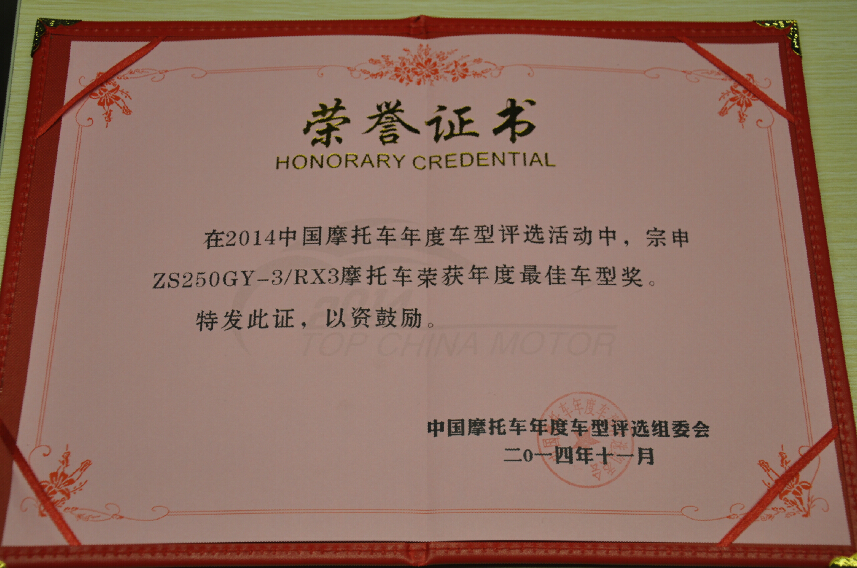 荣誉证书
HONORARY CREDENTIAL
在2014中国摩托车年度车型评选活动中，宗申
ZS250GY-3/RX3摩托车荣获年度最佳车型奖。
特发此证，以资鼓励。
2014
TOP CHINA MOTOR
中国摩托车年度车型评选组委会
二0一四年十一月